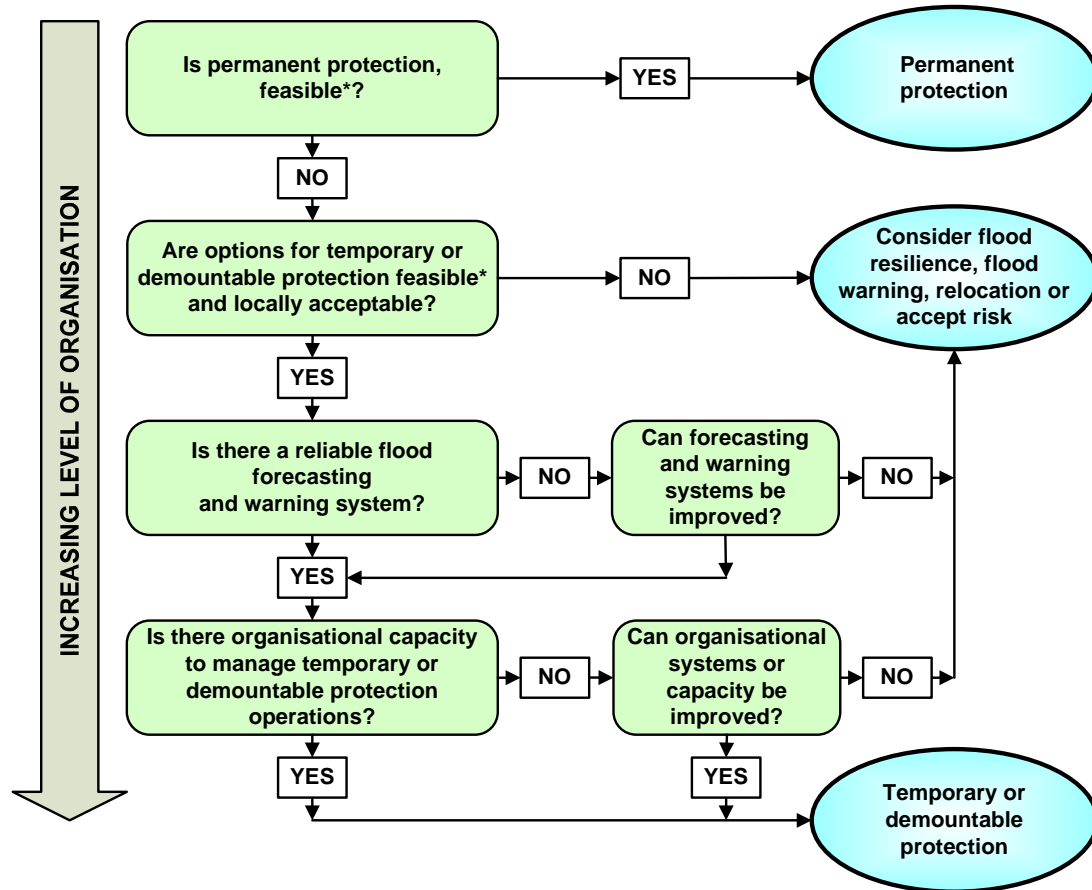 INCREASING LEVEL OF ORGANISATION
Is permanent protection,
feasible*?
YES
Permanent
protection
NO
Are options for temporary or
demountable protection feasible*
and locally acceptable?
NO
Consider flood
resilience, flood
warning, relocation or
accept risk
YES
Is there a reliable flood
forecasting
and warning system?
NO
Can forecasting
and warning
systems be
improved?
NO
YES
Is there organisational capacity
to manage temporary or
demountable protection
operations?
NO
Can organisational
systems or
capacity be
improved?
NO
YES
YES
Temporary or
demountable
protection